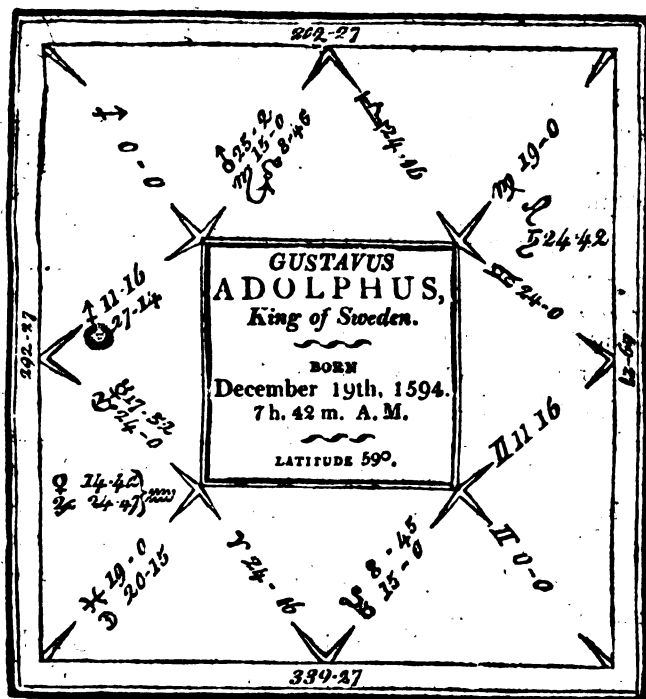 202-27
♐ 0-0
♂ 25-2
♏ 15-0
☋ 8-46
♎ 24-16
♍ 19-0
♌
♄ 24-42
♋ 24-0
♐ 11-16
☉ 27-14
292-27
GUSTAVUS
ADOLPHUS,
King of Sweden.
BORN
December 19th, 1594.
7 h. 42 m. A. M.
LATITUDE 59°.
☿ 17-52
♑ 24-0
♀ 14-42
♃ 24-47 } ♒
♓ 19-0
☽ 20-15
♈ 24-16
☊ 8-45
♉ 15-0
♊ 11 16
♊ 0-0
339-27